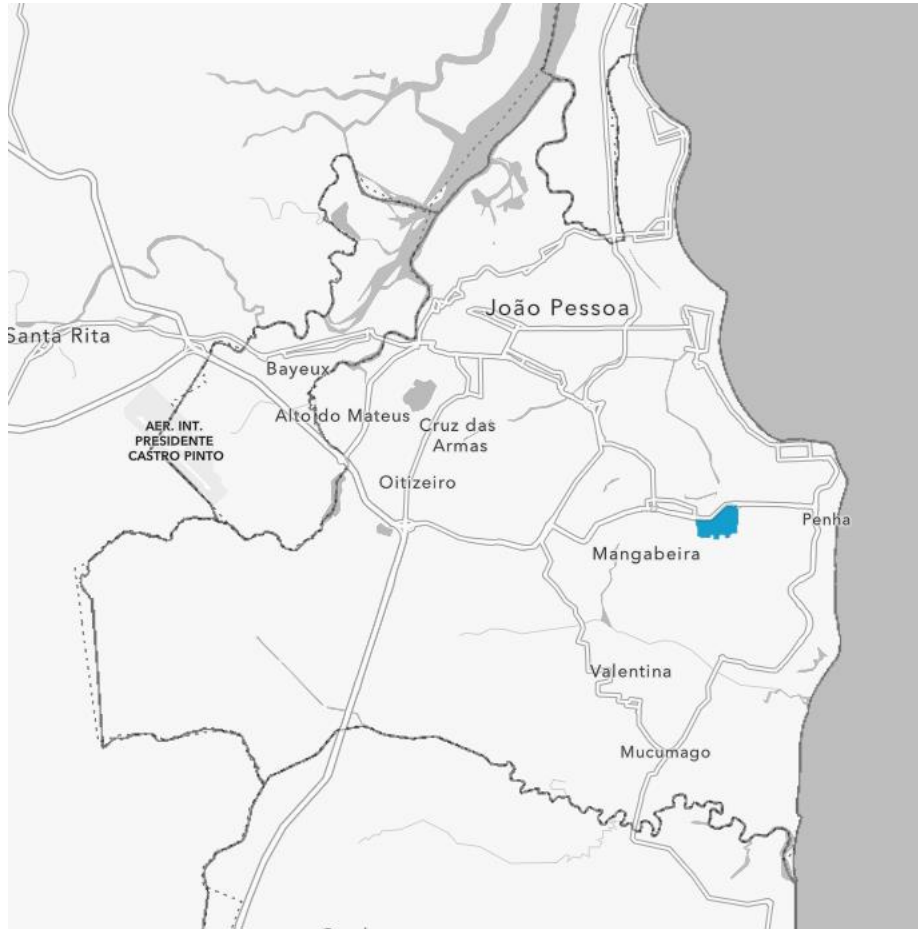 João Pessoa
Santa Rita
Bayeux
Alto do Mateus
AER. INT.
PRESIDENTE
CASTRO PINTO
Cruz das
Armas
Oitizeiro
Penha
Mangabeira
Valentina
Mucumago